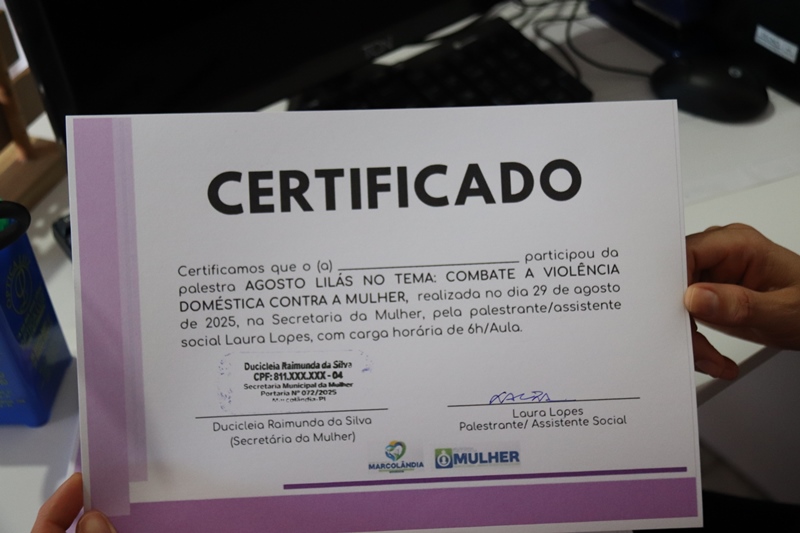 CERTIFICADO
Certificamos que o (a) ______________________ participou da
palestra AGOSTO LILÁS NO TEMA: COMBATE A VIOLÊNCIA
DOMÉSTICA CONTRA A MULHER, realizada no dia 29 de agosto
de 2025, na Secretaria da Mulher, pela palestrante/assistente
social Laura Lopes, com carga horária de 6h/Aula.
Ducicleia Raimunda da Silva
CPF: 811.XXX.XXX - 04
Secretaria Municipal da Mulher
Portaria Nº 072/2025
Marcolândia-PI
Ducicleia Raimunda da Silva
(Secretária da Mulher)
Laura Lopes
Palestrante/ Assistente Social
MARCOLÂNDIA
MULHER